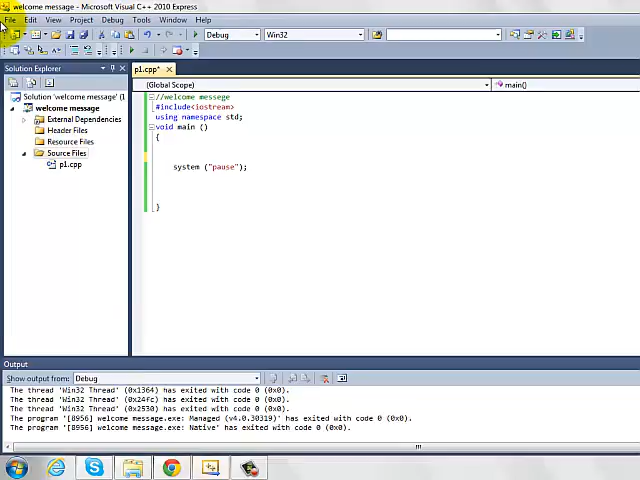 welcome message - Microsoft Visual C++ 2010 Express
File Edit View Project Debug Tools Window Help
Debug Win32
Solution Explorer
p1.cpp*
(Global Scope) main()
Solution 'welcome message' (1
welcome message
External Dependencies
Header Files
Resource Files
Source Files
p1.cpp
//welcome messege
#include<iostream>
using namespace std;
void main ()
{
system ("pause");
}
Output
Show output from: Debug
The thread 'Win32 Thread' (0x1364) has exited with code 0 (0x0).
The thread 'Win32 Thread' (0x24fc) has exited with code 0 (0x0).
The thread 'Win32 Thread' (0x2530) has exited with code 0 (0x0).
The program '[8956] welcome message.exe: Managed (v4.0.30319)' has exited with code 0 (0x0).
The program '[8956] welcome message.exe: Native' has exited with code 0 (0x0).